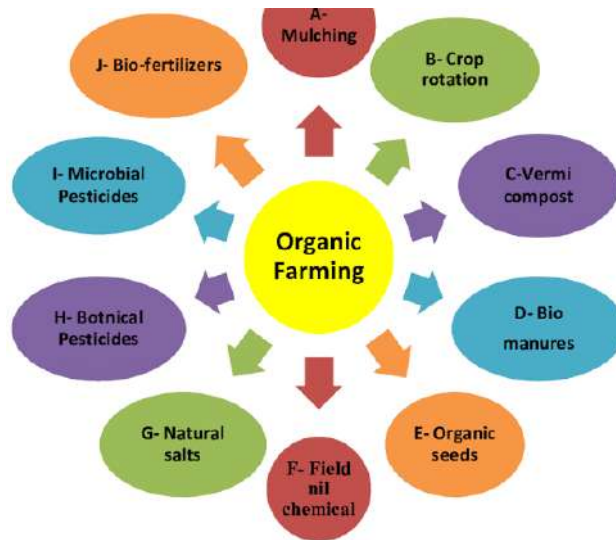 A-
Mulching
B- Crop
rotation
C-Vermi
compost
D- Bio
manures
E- Organic
seeds
F- Field
nil
chemical
G- Natural
salts
H- Botnical
Pesticides
I- Microbial
Pesticides
J- Bio-fertilizers
Organic
Farming